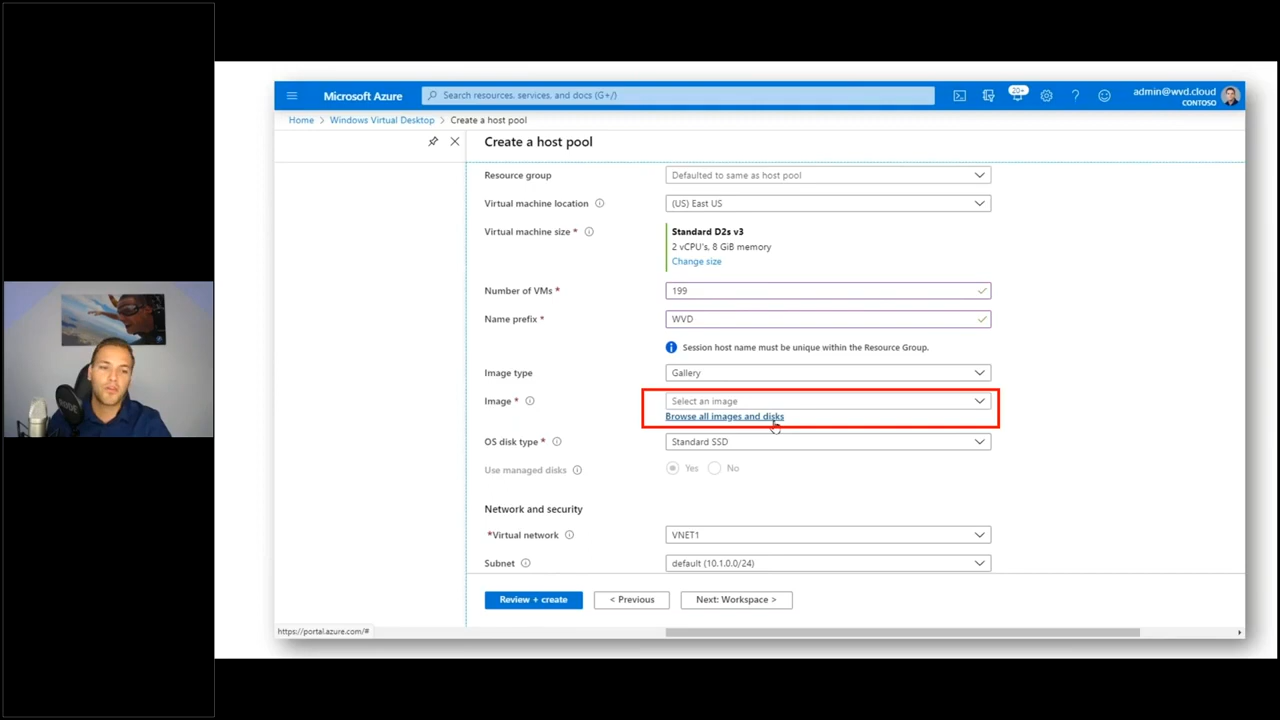 Microsoft Azure
Search resources, services, and docs (G+/)
20+
admin@wvd.cloud
CONTOSO
Home > Windows Virtual Desktop > Create a host pool
Create a host pool
Resource group
Defaulted to same as host pool
Virtual machine location
(US) East US
Virtual machine size *
Standard D2s v3
2 vCPU's, 8 GiB memory
Change size
Number of VMs *
199
Name prefix *
WVD
Session host name must be unique within the Resource Group.
Image type
Gallery
Image *
Select an image
Browse all images and disks
OS disk type *
Standard SSD
Use managed disks
Yes
No
Network and security
*Virtual network
VNET1
Subnet
default (10.1.0.0/24)
Review + create
< Previous
Next: Workspace >
https://portal.azure.com/#